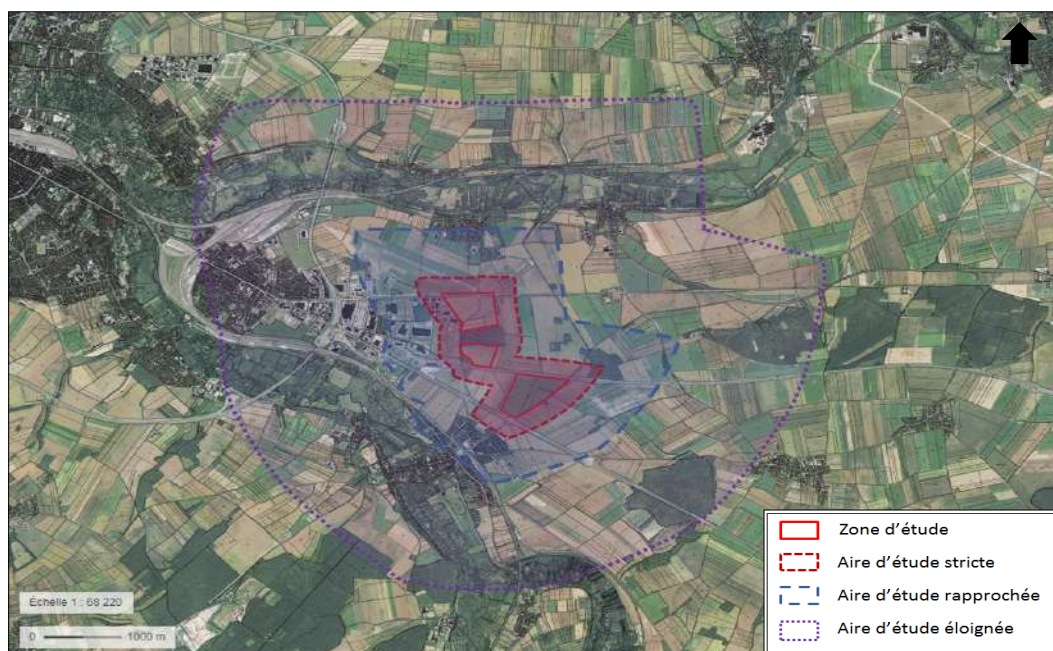 Échelle 1 : 68 220
0 1000 m
Zone d'étude
Aire d'étude stricte
Aire d'étude rapprochée
Aire d'étude éloignée